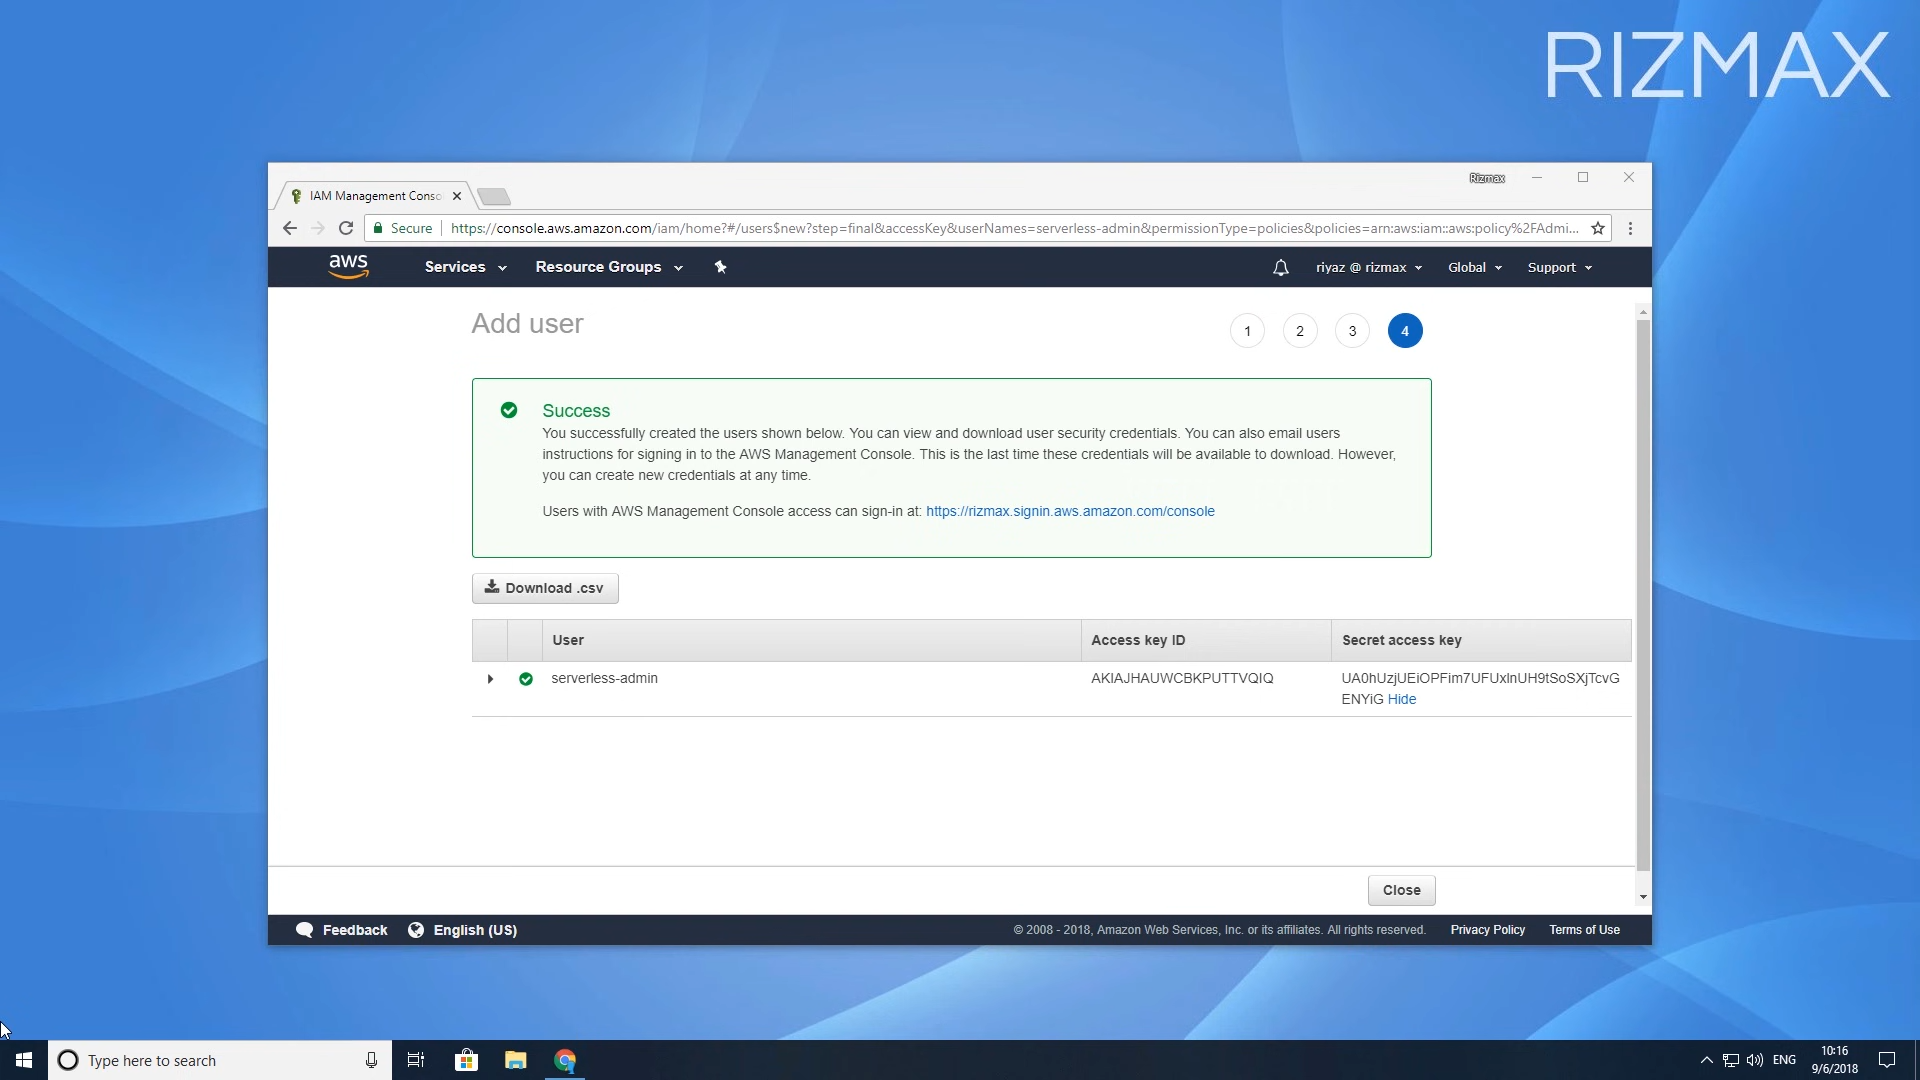 RIZMAX
IAM Management Conso
Rizmax
Secure
https://console.aws.amazon.com/iam/home?#/users$new?step=final&accessKey&userNames=serverless-admin&permissionType=policies&policies=arn:aws:iam::aws:policy%2FAdmi...
aws Services Resource Groups riyaz @ rizmax Global Support
Add user
1 2 3 4
Success
You successfully created the users shown below. You can view and download user security credentials. You can also email users
instructions for signing in to the AWS Management Console. This is the last time these credentials will be available to download. However,
you can create new credentials at any time.
Users with AWS Management Console access can sign-in at: https://rizmax.signin.aws.amazon.com/console
Download .csv
User Access key ID Secret access key
serverless-admin AKIAJHAUWCBKPUTTVQIQ
ENYiG Hide
Close
Feedback English (US) © 2008 - 2018, Amazon Web Services, Inc. or its affiliates. All rights reserved. Privacy Policy Terms of Use
Type here to search
ENG
10:16
9/6/2018